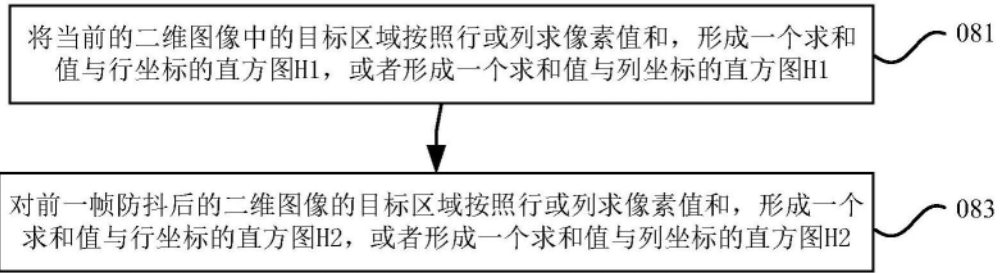 将当前的二维图像中的目标区域按照行或列求像素值和，形成一个求和
值与行坐标的直方图H1，或者形成一个求和值与列坐标的直方图H1
081
对前一帧防抖后的二维图像的目标区域按照行或列求像素值和，形成一个
求和值与行坐标的直方图H2，或者形成一个求和值与列坐标的直方图H2
083